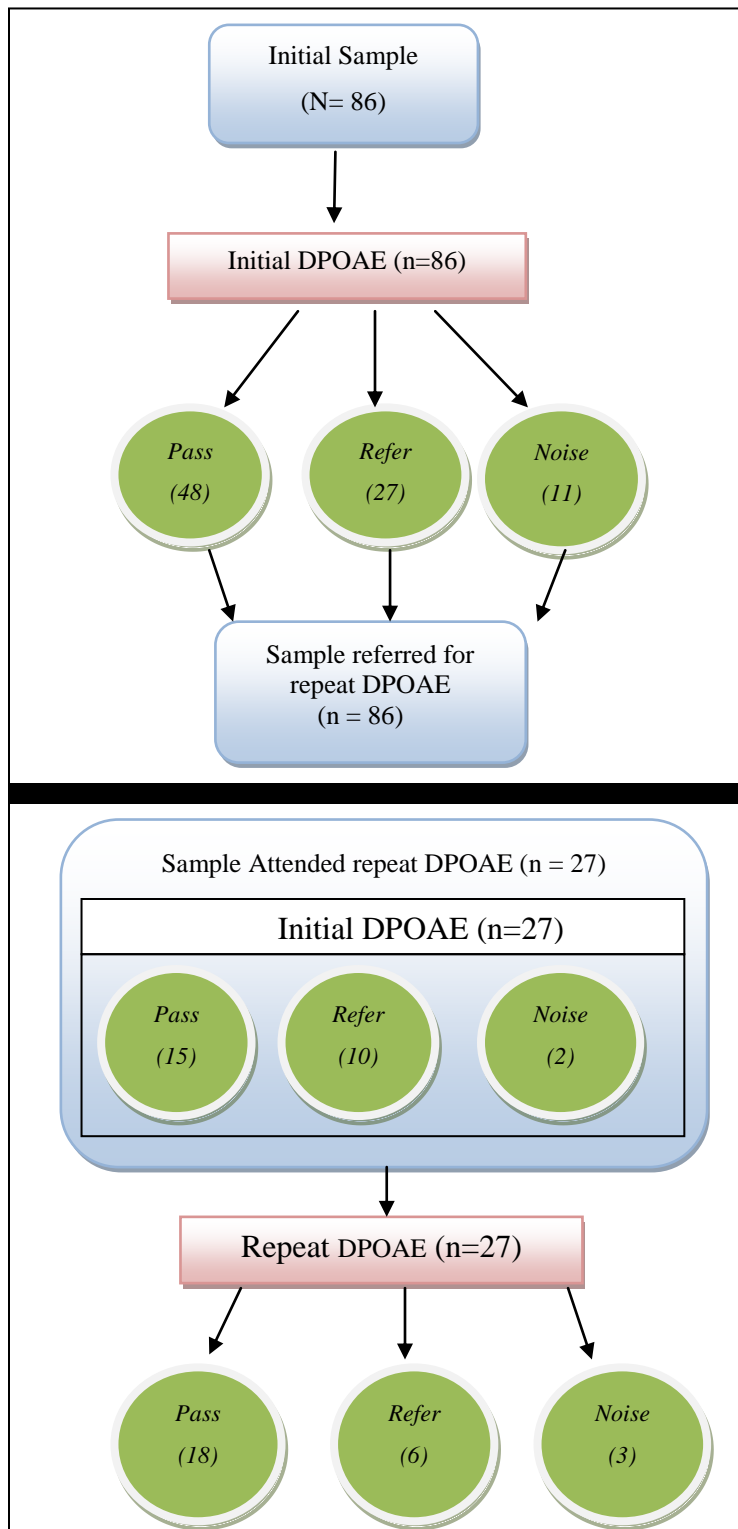 Initial Sample
(N= 86)
Initial DPOAE (n=86)
Pass
(48)
Refer
(27)
Noise
(11)
Sample referred for
repeat DPOAE
(n = 86)
Sample Attended repeat DPOAE (n = 27)
Initial DPOAE (n=27)
Pass
(15)
Refer
(10)
Noise
(2)
Repeat DPOAE (n=27)
Pass
(18)
Refer
(6)
Noise
(3)